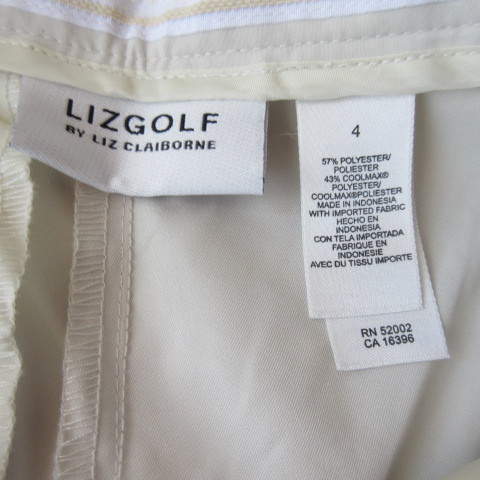 LIZGOLF
BY LIZ CLAIBORNE
4
57% POLYESTER/
POLIESTER
43% COOLMAX®
POLYESTER/
COOLMAX®POLIESTER
MADE IN INDONESIA
WITH IMPORTED FABRIC
HECHO EN
INDONESIA
CON TELA IMPORTADA
FABRIQUE EN
INDONESIE
AVEC DU TISSU IMPORTE
RN 52002
CA 16396